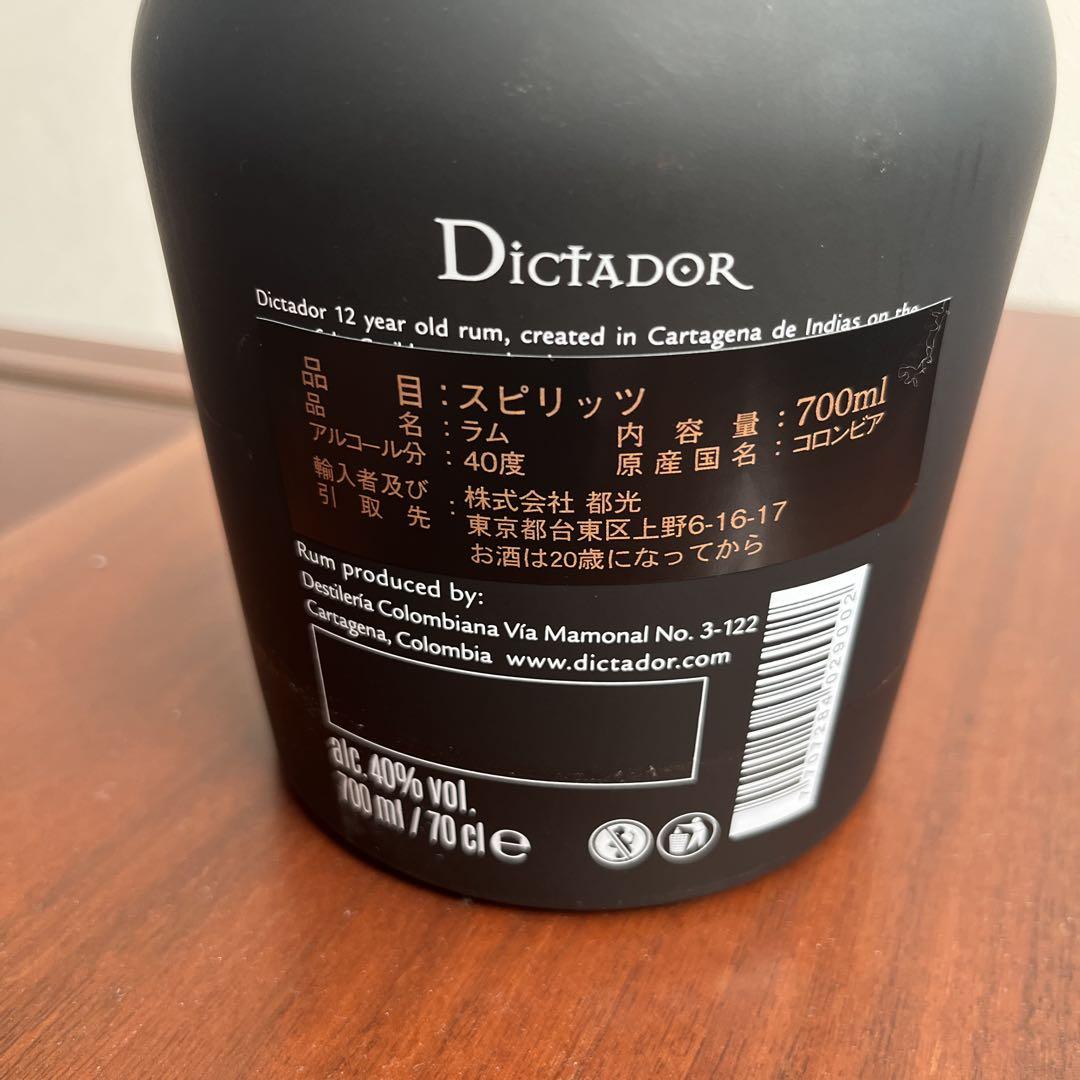 DICTADOR
Dictador 12 year old rum, created in Cartagena de Indias on the
品目：スピリッツ
品名：ラム 内容量：700ml
アルコール分：40度 原産国名：コロンビア
輸入者及び引取先：株式会社 都光
東京都台東区上野6-16-17
お酒は20歳になってから
Rum produced by:
Destilería Colombiana Vía Mamonal No. 3-122
Cartagena, Colombia www.dictador.com
alc. 40% vol.
700 ml / 70 cl e
7707284029002